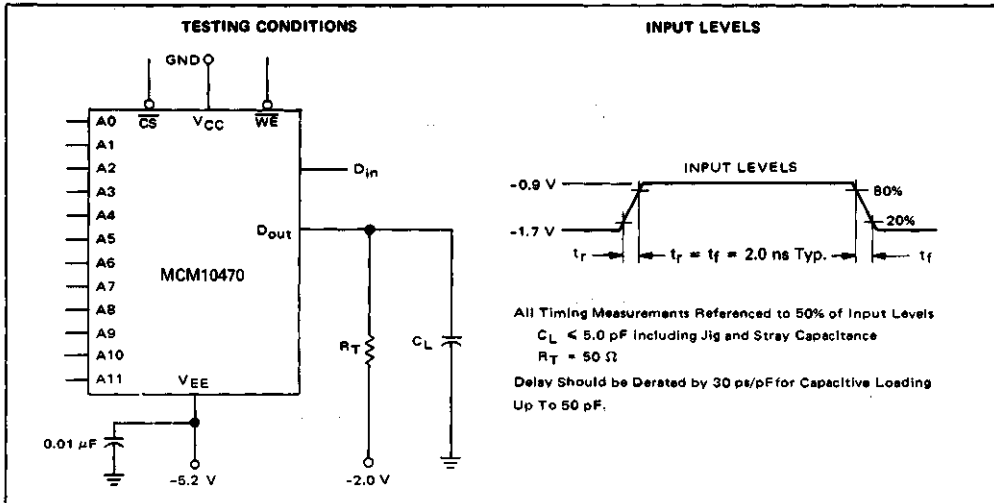 TESTING CONDITIONS
INPUT LEVELS
GND
A0
A1
A2
A3
A4
A5
A6
A7
A8
A9
A10
A11
CS
VCC
WE
Din
Dout
MCM10470
VEE
0.01 μF
-5.2 V
RT
CL
-2.0 V
INPUT LEVELS
-0.9 V
80%
20%
-1.7 V
tr
tr = tf = 2.0 ns Typ.
tf
All Timing Measurements Referenced to 50% of Input Levels
CL ≤ 5.0 pF Including Jig and Stray Capacitance
RT = 50 Ω
Delay Should be Derated by 30 ps/pF for Capacitive Loading
Up To 50 pF.